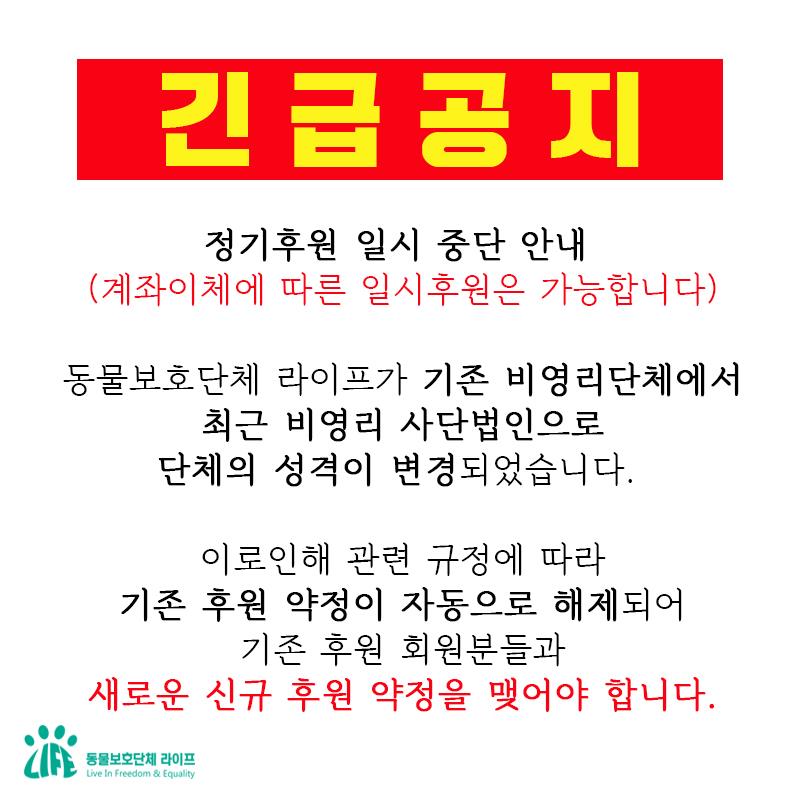 긴급공지
정기후원 일시 중단 안내
(계좌이체에 따른 일시후원은 가능합니다)
동물보호단체 라이프가 기존 비영리단체에서
최근 비영리 사단법인으로
단체의 성격이 변경되었습니다.
이로인해 관련 규정에 따라
기존 후원 약정이 자동으로 해제되어
기존 후원 회원분들과
새로운 신규 후원 약정을 맺어야 합니다.
LIFE
동물보호단체 라이프
Live In Freedom & Equality